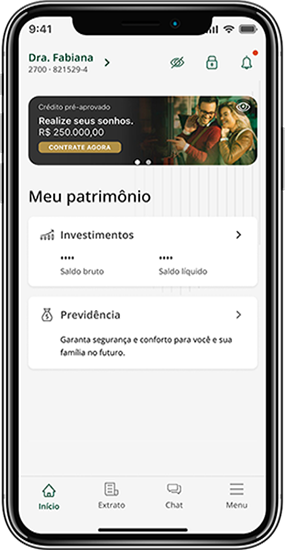 9:41
Dra. Fabiana
2700 - 821529-4
Crédito pré-aprovado
Realize seus sonhos.
R$ 250.000,00
CONTRATE AGORA
Meu patrimônio
Investimentos
•••• ••••
Saldo bruto Saldo líquido
Previdência
Garanta segurança e conforto para você e sua
família no futuro.
Início Extrato Chat Menu